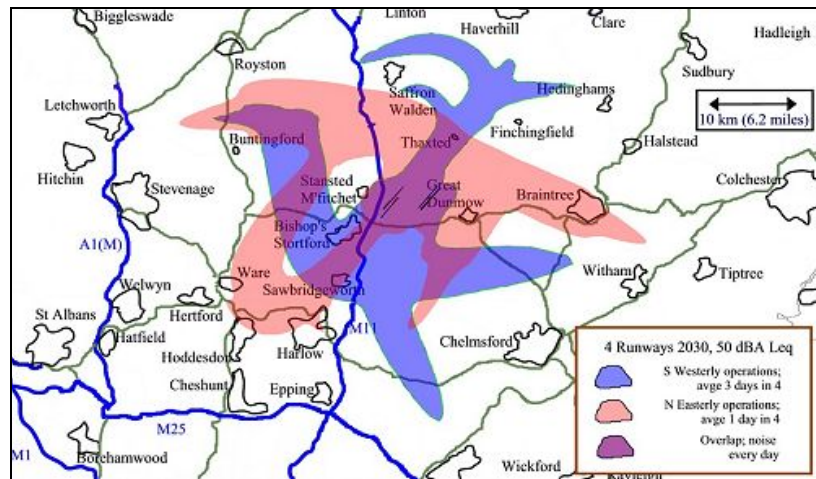 Biggleswade
Linton
Haverhill
Clare
Hadleigh
Royston
Sudbury
Hedinghams
Letchworth
Saffron
Walden
10 km (6.2 miles)
Buntingford
Thaxted
Finchingfield
Halstead
Hitchin
Stevenage
Stansted
M'fitchet
Great
Dunmow
Braintree
Colchester
A1(M)
Bishop's
Stortford
Welwyn
Ware
Sawbridgeworth
Witham
Tiptree
St Albans
Hertford
Hatfield
M11
Hoddesdon
Harlow
Chelmsford
Cheshunt
Epping
M25
M1
Borehamwood
Wickford
4 Runways 2030, 50 dBA Leq
S Westerly operations;
avge 3 days in 4
N Easterly operations;
avge 1 day in 4
Overlap; noise
every day